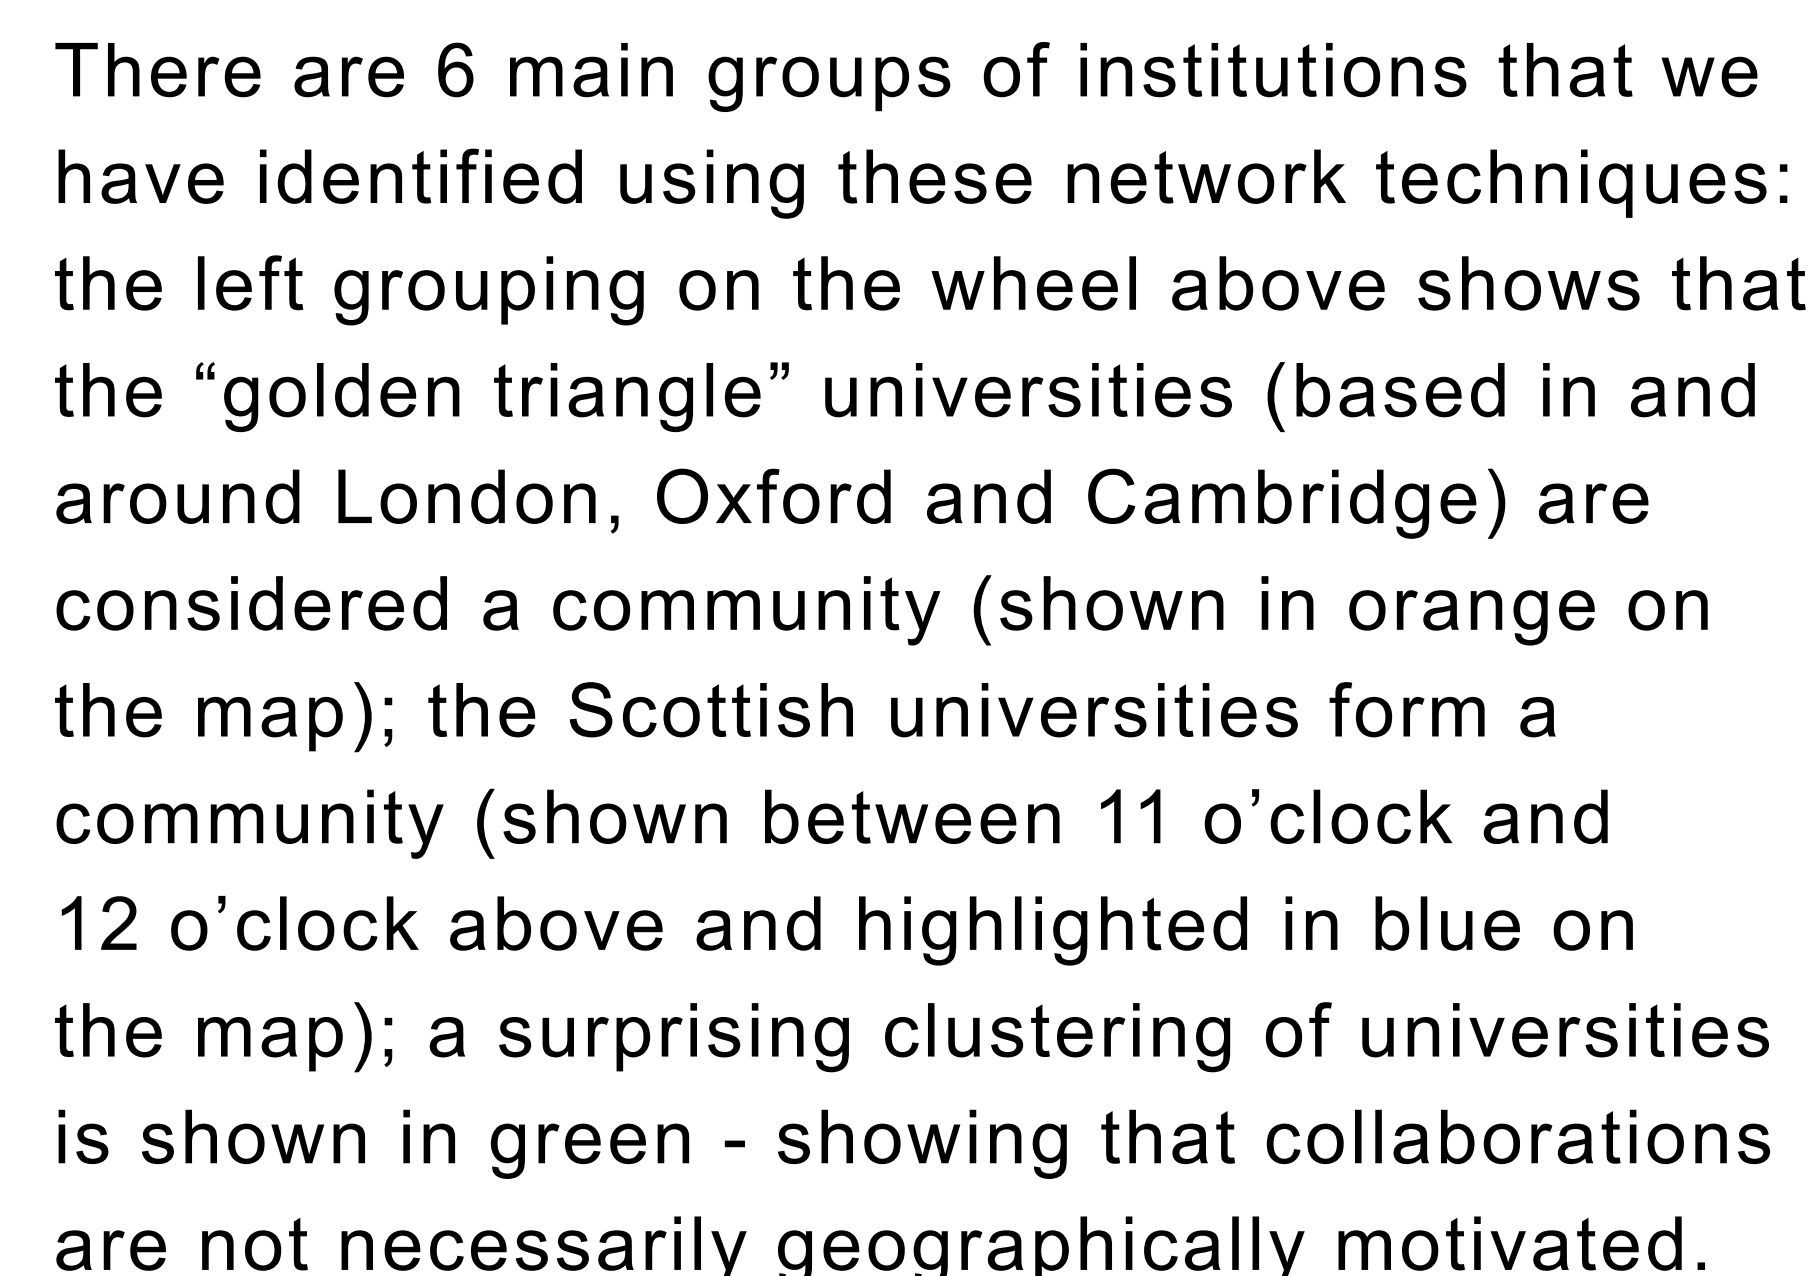 There are 6 main groups of institutions that we
have identified using these network techniques:
the left grouping on the wheel above shows that
the “golden triangle” universities (based in and
around London, Oxford and Cambridge) are
considered a community (shown in orange on
the map); the Scottish universities form a
community (shown between 11 o’clock and
12 o’clock above and highlighted in blue on
the map); a surprising clustering of universities
is shown in green - showing that collaborations
are not necessarily geographically motivated.